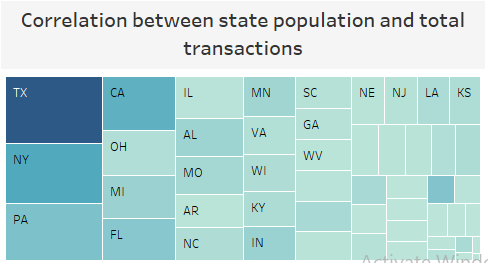 Correlation between state population and total
transactions
TX
CA
IL
MN
SC
NE
NJ
LA
KS
GA
AL
VA
OH
NY
WV
MO
WI
MI
AR
KY
PA
FL
NC
IN
Activate Wind